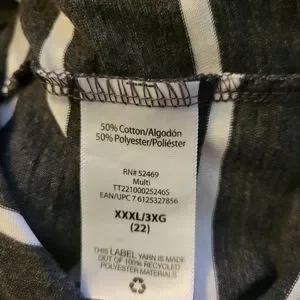 50% Cotton/Algodón
50% Polyester/Poliéster
RN# 52469
Multi
TT22100025246S
EAN/UPC 7 6125327856
XXXL/3XG
(22)
THIS LABEL YARN IS MADE
OUT OF 100% RECYCLED
POLYESTER MATERIALS